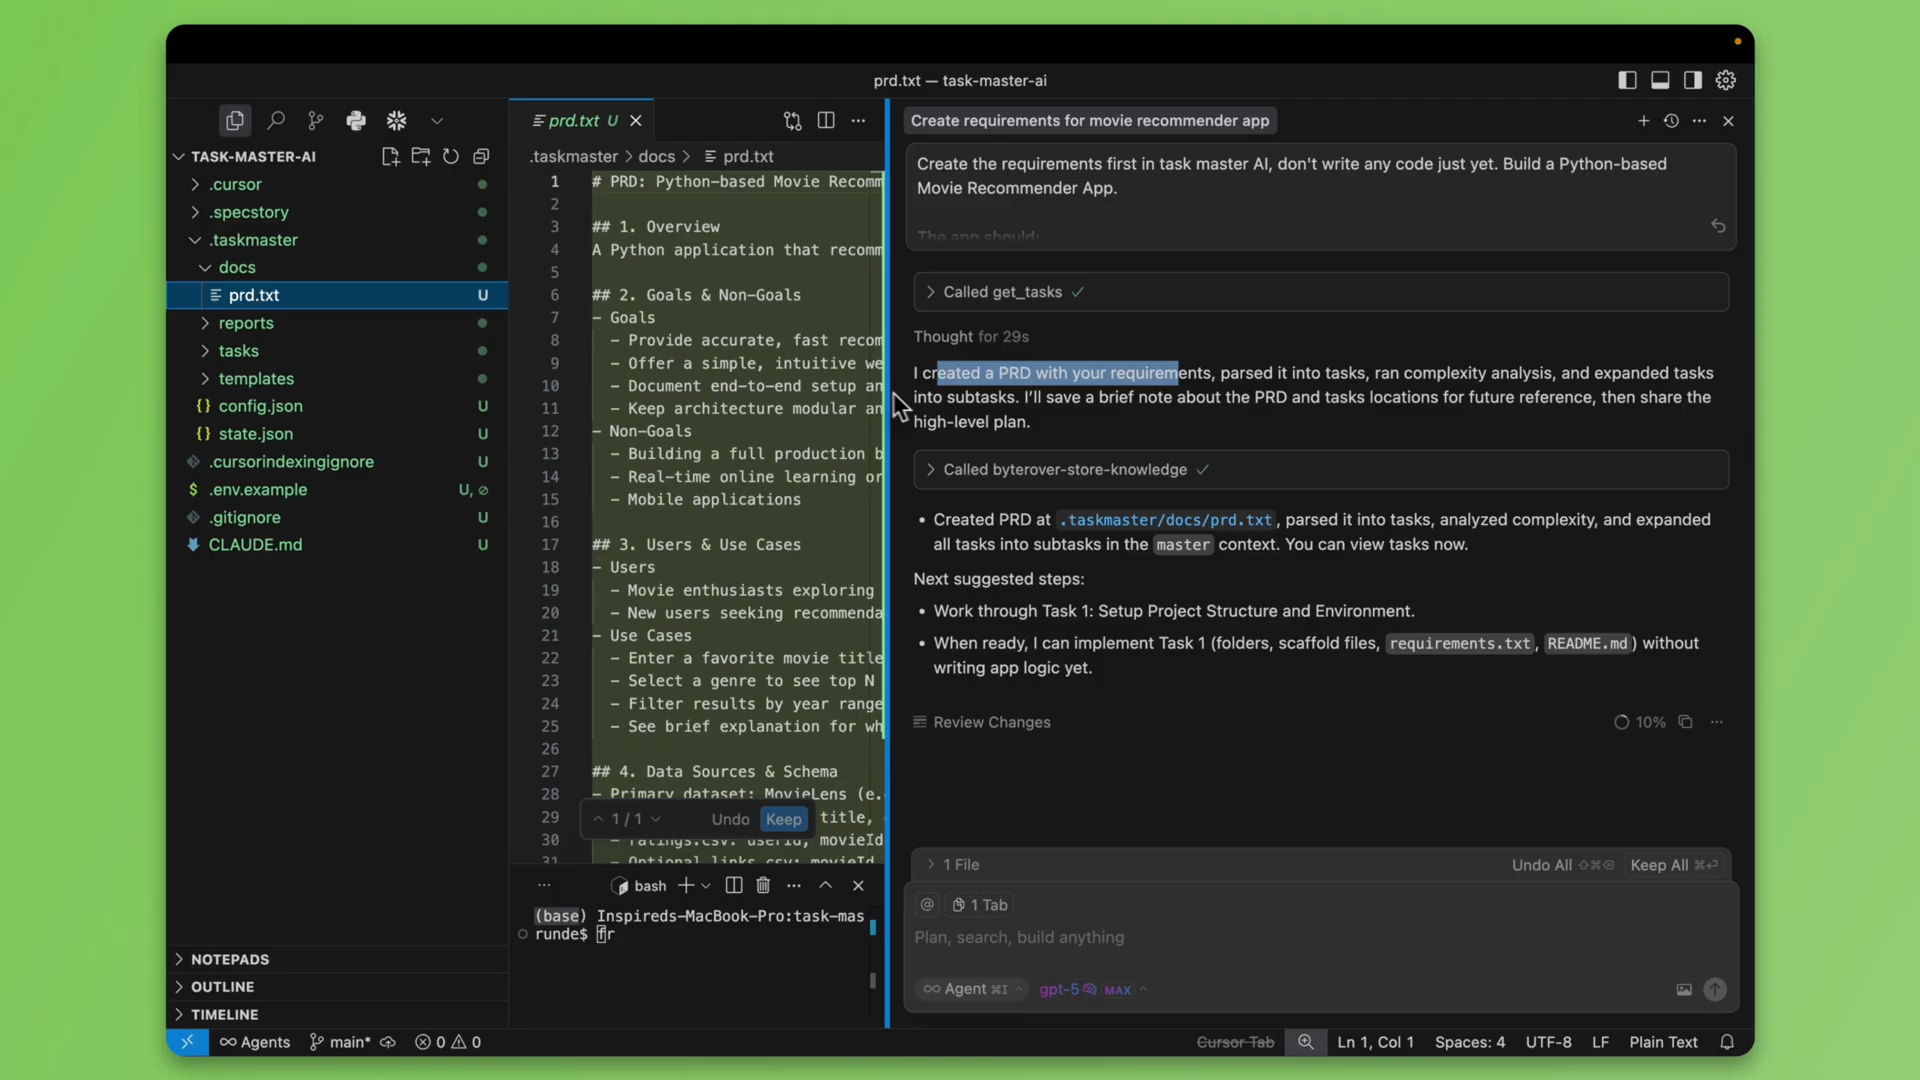 prd.txt — task-master-ai
TASK-MASTER-AI
.cursor
.specstory
.taskmaster
docs
prd.txt U
reports
tasks
templates
{} config.json U
{} state.json U
.cursorindexingignore U
$ .env.example U,
.gitignore U
CLAUDE.md U
NOTEPADS
OUTLINE
TIMELINE
prd.txt U
.taskmaster > docs > prd.txt
1 # PRD: Python-based Movie Recomm
2
3 ## 1. Overview
4 A Python application that recomm
5
6 ## 2. Goals & Non-Goals
7 - Goals
8 - Provide accurate, fast recom
9 - Offer a simple, intuitive we
10 - Document end-to-end setup an
11 - Keep architecture modular an
12 - Non-Goals
13 - Building a full production b
14 - Real-time online learning or
15 - Mobile applications
16
17 ## 3. Users & Use Cases
18 - Users
19 - Movie enthusiasts exploring
20 - New users seeking recommenda
21 - Use Cases
22 - Enter a favorite movie title
23 - Select a genre to see top N
24 - Filter results by year range
25 - See brief explanation for wh
26
27 ## 4. Data Sources & Schema
28 - Primary dataset: MovieLens (e.
29 title,
30 - ratings.csv: userId, movieId
31 - Optional links.csv: movieId
1 / 1 Undo Keep
bash
(base) Inspireds-MacBook-Pro:task-mas
runde$ fr
Create requirements for movie recommender app
Create the requirements first in task master AI, don't write any code just yet. Build a Python-based
Movie Recommender App.
The app should:
Called get_tasks
Thought for 29s
I created a PRD with your requirements, parsed it into tasks, ran complexity analysis, and expanded tasks
into subtasks. I'll save a brief note about the PRD and tasks locations for future reference, then share the
high-level plan.
Called byterover-store-knowledge
• Created PRD at .taskmaster/docs/prd.txt, parsed it into tasks, analyzed complexity, and expanded
all tasks into subtasks in the master context. You can view tasks now.
Next suggested steps:
• Work through Task 1: Setup Project Structure and Environment.
• When ready, I can implement Task 1 (folders, scaffold files, requirements.txt, README.md) without
writing app logic yet.
Review Changes 10%
1 File Undo All Keep All
@ 1 Tab
Plan, search, build anything
Agent ⌘I gpt-5 MAX
Agents main* 0 0 Cursor Tab Ln 1, Col 1 Spaces: 4 UTF-8 LF Plain Text